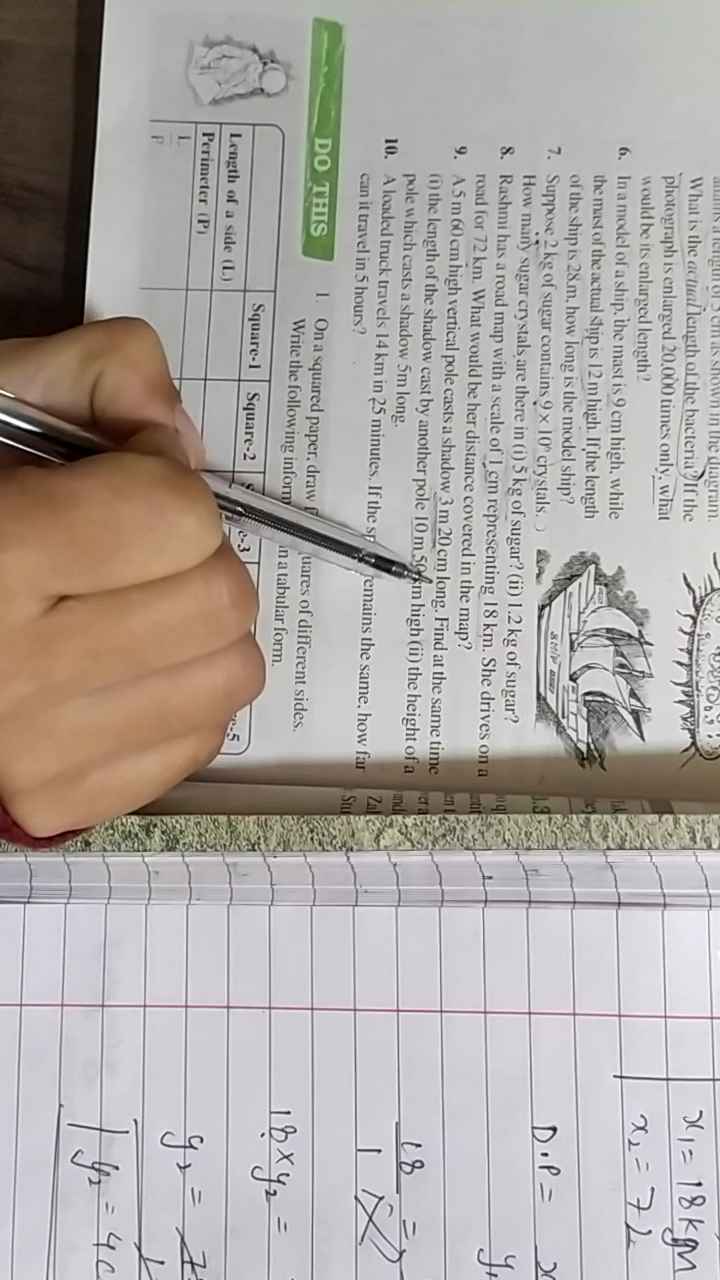 What is the actual length of the bacteria? If the
photograph is enlarged 20,000 times only, what
would be its enlarged length?
6. In a model of a ship, the mast is 9 cm high, while
the mast of the actual ship is 12 m high. If the length
of the ship is 28 m, how long is the model ship?
7. Suppose 2 kg of sugar contains 9 × 10⁶ crystals.
How many sugar crystals are there in (i) 5 kg of sugar? (ii) 1.2 kg of sugar?
8. Rashmi has a road map with a scale of 1 cm representing 18 km. She drives on a
road for 72 km. What would be her distance covered in the map?
9. A 5 m 60 cm high vertical pole casts a shadow 3 m 20 cm long. Find at the same time
(i) the length of the shadow cast by another pole 10 m 50 cm high (ii) the height of a
pole which casts a shadow 5m long.
10. A loaded truck travels 14 km in 25 minutes. If the remains the same, how far
can it travel in 5 hours?
DO THIS
1. On a squared paper, draw of different sides.
Write the following in a tabular form.
Square-1 Square-2
Length of a side (L)
Perimeter (P)
L
P
x₁ = 18 km
x₂ = 72
D.P =
18 =
1
18 × y₂ =
y₂ =
y₂ = 4c